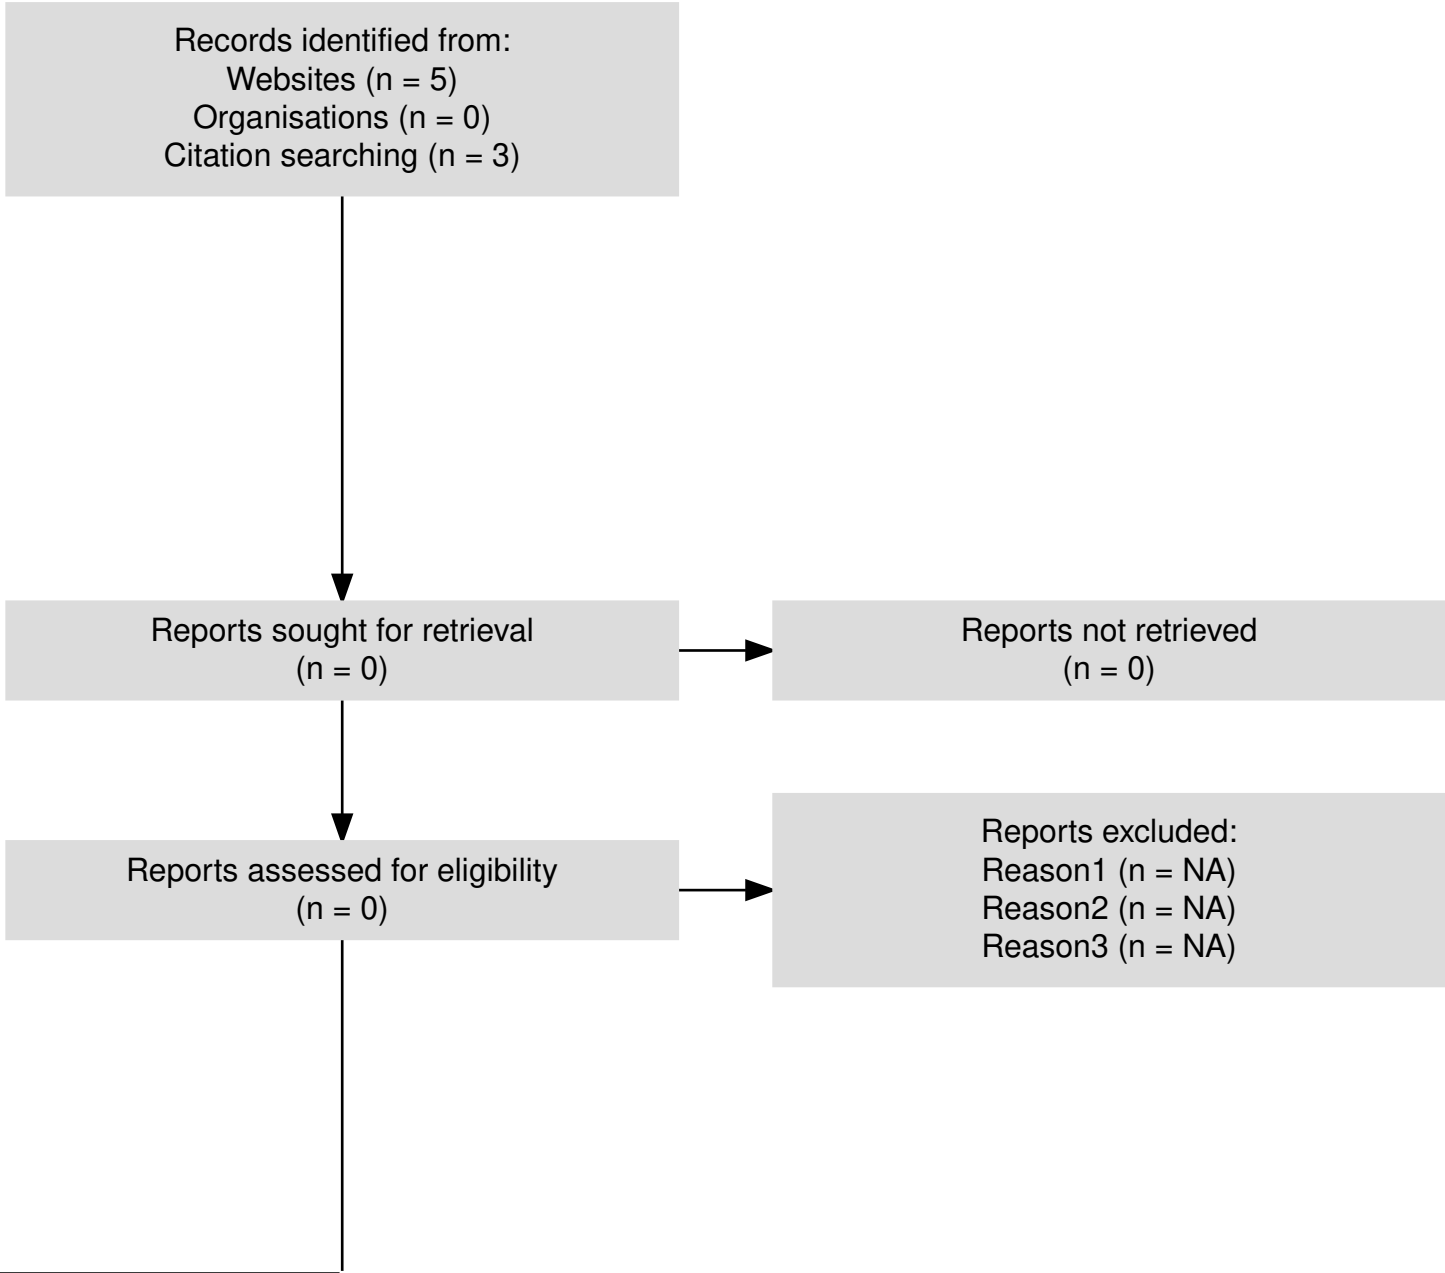 Records identified from:
Websites (n = 5)
Organisations (n = 0)
Citation searching (n = 3)
Reports sought for retrieval
(n = 0)
Reports not retrieved
(n = 0)
Reports assessed for eligibility
(n = 0)
Reports excluded:
Reason1 (n = NA)
Reason2 (n = NA)
Reason3 (n = NA)